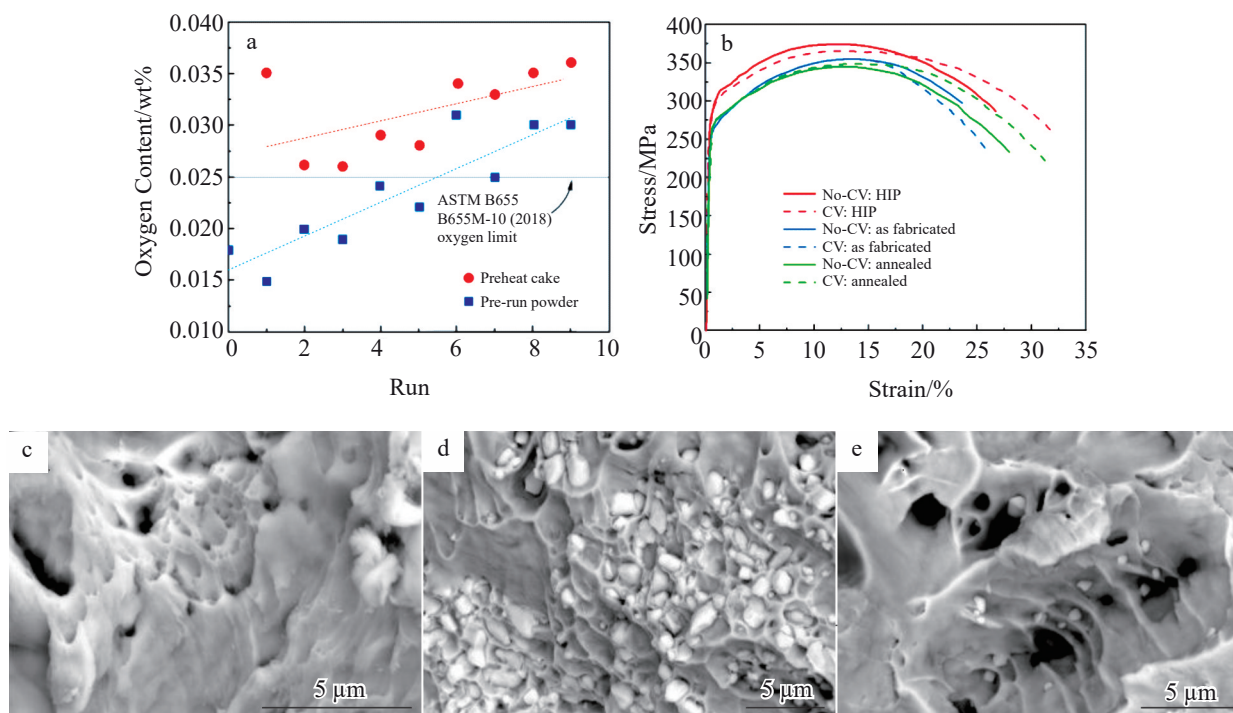 a
0.040
0.035
0.030
0.025
0.020
0.015
0.010
Oxygen Content/wt%
0
2
4
6
8
10
Run
ASTM B655
B655M-10 (2018)
oxygen limit
Preheat cake
Pre-run powder
b
400
350
300
250
200
150
100
50
0
Stress/MPa
0
5
10
15
20
25
30
35
Strain/%
No-CV: HIP
CV: HIP
No-CV: as fabricated
CV: as fabricated
No-CV: annealed
CV: annealed
c
5 μm
d
5 μm
e
5 μm